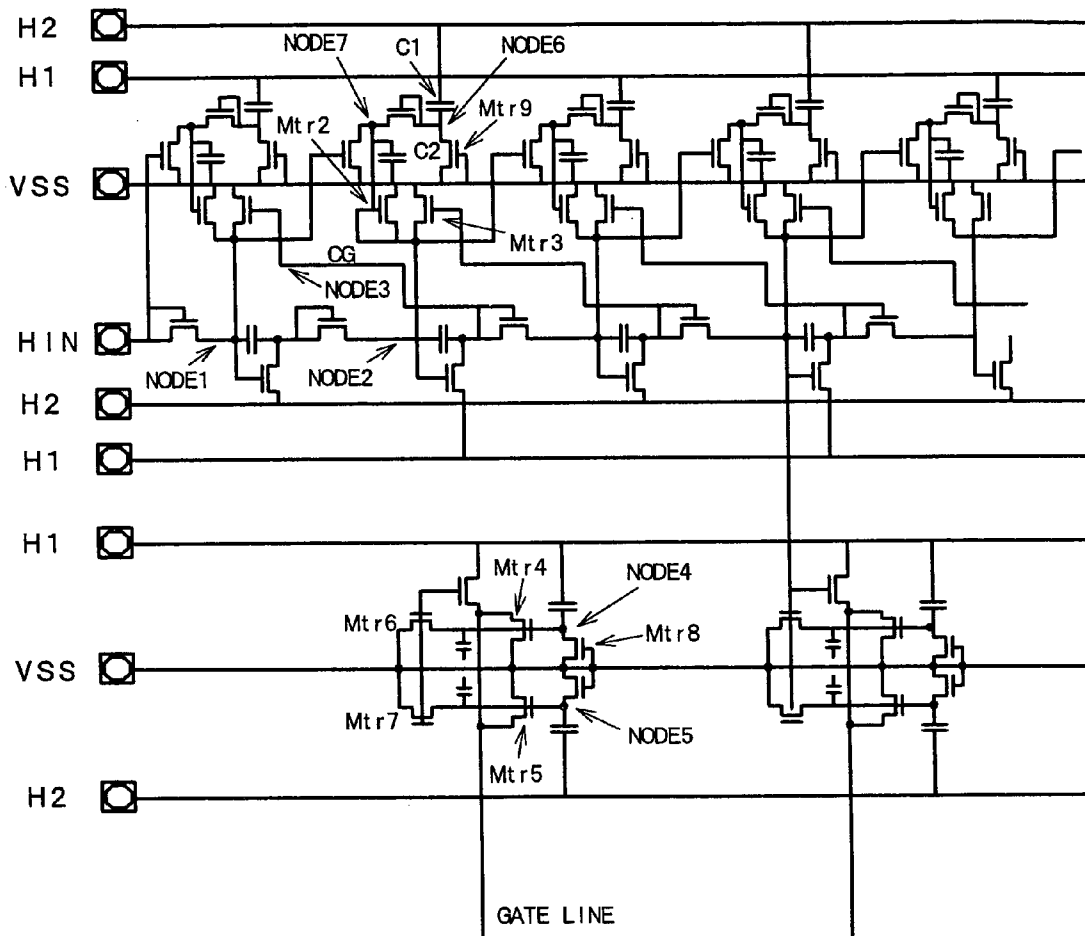 H2
NODE7
C1
NODE6
H1
Mtr2
Mtr9
C2
VSS
Mtr3
CG
NODE3
HIN
NODE1
NODE2
H2
H1
H1
Mtr4
NODE4
Mtr6
Mtr8
VSS
Mtr7
NODE5
Mtr5
H2
GATE LINE